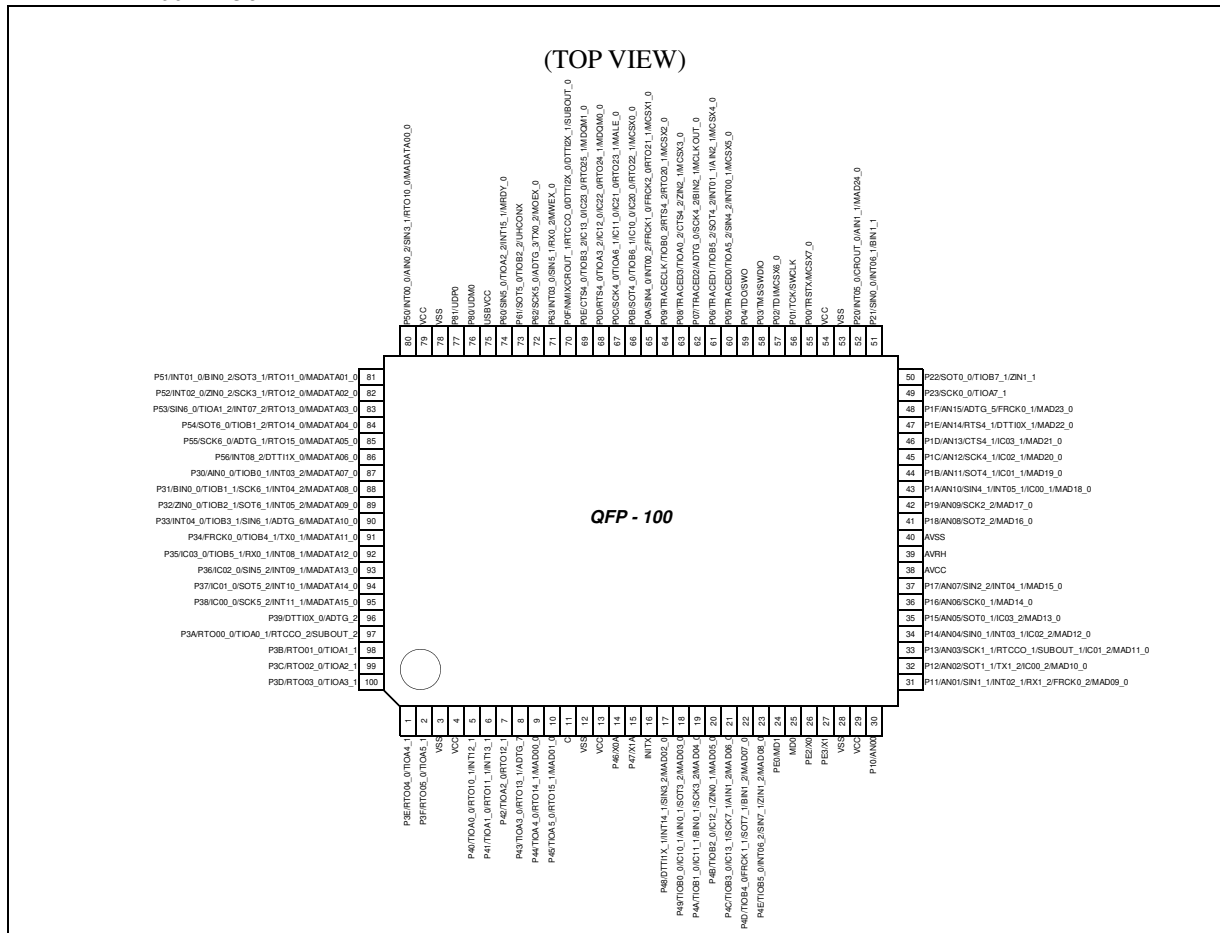 (TOP VIEW)
P50/INT00_0/AIN0_2/SIN3_1/RTO10_0/MADATA00_0
VCC
VSS
P81/UDP0
P80/UDM0
USBVCC
P60/SIN5_0/TIOA2_2/INT15_1/MRDY_0
P61/SOT5_0/TIOB2_2/UHCONX
P62/SCK5_0/ADTG_3/TX0_2/MOEX_0
P63/INT03_0/SIN5_1/RX0_2/MWEX_0
P0F/NMIX/CROUT_1/RTCCO_0/DTTI2X_0/DTTI2X_1/SUBOUT_0
P0E/CTS4_0/TIOB3_2/IC13_0/IC23_0/RTO25_1/MDQM1_0
P0D/RTS4_0/TIOA3_2/IC12_0/IC22_0/RTO24_1/MDQM0_0
P0C/SCK4_0/TIOA6_1/IC11_0/IC21_0/RTO23_1/MALE_0
P0B/SOT4_0/TIOB6_1/IC10_0/IC20_0/RTO22_1/MCSX0_0
P0A/SIN4_0/INT00_2/FRCK1_0/FRCK2_0/RTO21_1/MCSX1_0
P09/TRACECLK/TIOB0_2/RTS4_2/RTO20_1/MCSX2_0
P08/TRACED3/TIOA0_2/CTS4_2/ZIN2_1/MCSX3_0
P07/TRACED2/ADTG_0/SCK4_2/BIN2_1/MCLKOUT_0
P06/TRACED1/TIOB5_2/SOT4_2/INT01_1/AIN2_1/MCSX4_0
P05/TRACED0/TIOA5_2/SIN4_2/INT00_1/MCSX5_0
P04/TDO/SWO
P03/TMS/SWDIO
P02/TDI/MCSX6_0
P01/TCK/SWCLK
P00/TRSTX/MCSX7_0
VCC
VSS
P20/INT05_0/CROUT_0/AIN1_1/MAD24_0
P21/SIN0_0/INT06_1/BIN1_1
80 79 78 77 76 75 74 73 72 71 70 69 68 67 66 65 64 63 62 61 60 59 58 57 56 55 54 53 52 51
P51/INT01_0/BIN0_2/SOT3_1/RTO11_0/MADATA01_0 81
P52/INT02_0/ZIN0_2/SCK3_1/RTO12_0/MADATA02_0 82
P53/SIN6_0/TIOA1_2/INT07_2/RTO13_0/MADATA03_0 83
P54/SOT6_0/TIOB1_2/RTO14_0/MADATA04_0 84
P55/SCK6_0/ADTG_1/RTO15_0/MADATA05_0 85
P56/INT08_2/DTTI1X_0/MADATA06_0 86
P30/AIN0_0/TIOB0_1/INT03_2/MADATA07_0 87
P31/BIN0_0/TIOB1_1/SCK6_1/INT04_2/MADATA08_0 88
P32/ZIN0_0/TIOB2_1/SOT6_1/INT05_2/MADATA09_0 89
P33/INT04_0/TIOB3_1/SIN6_1/ADTG_6/MADATA10_0 90
P34/FRCK0_0/TIOB4_1/TX0_1/MADATA11_0 91
P35/IC03_0/TIOB5_1/RX0_1/INT08_1/MADATA12_0 92
P36/IC02_0/SIN5_2/INT09_1/MADATA13_0 93
P37/IC01_0/SOT5_2/INT10_1/MADATA14_0 94
P38/IC00_0/SCK5_2/INT11_1/MADATA15_0 95
P39/DTTI0X_0/ADTG_2 96
P3A/RTO00_0/TIOA0_1/RTCCO_2/SUBOUT_2 97
P3B/RTO01_0/TIOA1_1 98
P3C/RTO02_0/TIOA2_1 99
P3D/RTO03_0/TIOA3_1 100
QFP - 100
50 P22/SOT0_0/TIOB7_1/ZIN1_1
49 P23/SCK0_0/TIOA7_1
48 P1F/AN15/ADTG_5/FRCK0_1/MAD23_0
47 P1E/AN14/RTS4_1/DTTI0X_1/MAD22_0
46 P1D/AN13/CTS4_1/IC03_1/MAD21_0
45 P1C/AN12/SCK4_1/IC02_1/MAD20_0
44 P1B/AN11/SOT4_1/IC01_1/MAD19_0
43 P1A/AN10/SIN4_1/INT05_1/IC00_1/MAD18_0
42 P19/AN09/SCK2_2/MAD17_0
41 P18/AN08/SOT2_2/MAD16_0
40 AVSS
39 AVRH
38 AVCC
37 P17/AN07/SIN2_2/INT04_1/MAD15_0
36 P16/AN06/SCK0_1/MAD14_0
35 P15/AN05/SOT0_1/IC03_2/MAD13_0
34 P14/AN04/SIN0_1/INT03_1/IC02_2/MAD12_0
33 P13/AN03/SCK1_1/RTCCO_1/SUBOUT_1/IC01_2/MAD11_0
32 P12/AN02/SOT1_1/TX1_2/IC00_2/MAD10_0
31 P11/AN01/SIN1_1/INT02_1/RX1_2/FRCK0_2/MAD09_0
1 2 3 4 5 6 7 8 9 10 11 12 13 14 15 16 17 18 19 20 21 22 23 24 25 26 27 28 29 30
P3E/RTO04_0/TIOA4_1
P3F/RTO05_0/TIOA5_1
VSS
VCC
P40/TIOA0_0/RTO10_1/INT12_1
P41/TIOA1_0/RTO11_1/INT13_1
P42/TIOA2_0/RTO12_1
P43/TIOA3_0/RTO13_1/ADTG_7
P44/TIOA4_0/RTO14_1/MAD00_0
P45/TIOA5_0/RTO15_1/MAD01_0
C
VSS
VCC
P46/X0A
P47/X1A
INITX
P48/DTTI1X_1/INT14_1/SIN3_2/MAD02_0
P49/TIOB0_0/IC10_1/AIN0_1/SOT3_2/MAD03_0
P4A/TIOB1_0/IC11_1/BIN0_1/SCK3_2/MAD04_0
P4B/TIOB2_0/IC12_1/ZIN0_1/MAD05_0
P4C/TIOB3_0/IC13_1/SCK7_1/AIN1_2/MAD06_0
P4D/TIOB4_0/FRCK1_1/SOT7_1/BIN1_2/MAD07_0
P4E/TIOB5_0/INT06_2/SIN7_1/ZIN1_2/MAD08_0
PE0/MD1
MD0
PE2/X0
PE3/X1
VSS
VCC
P10/AN00